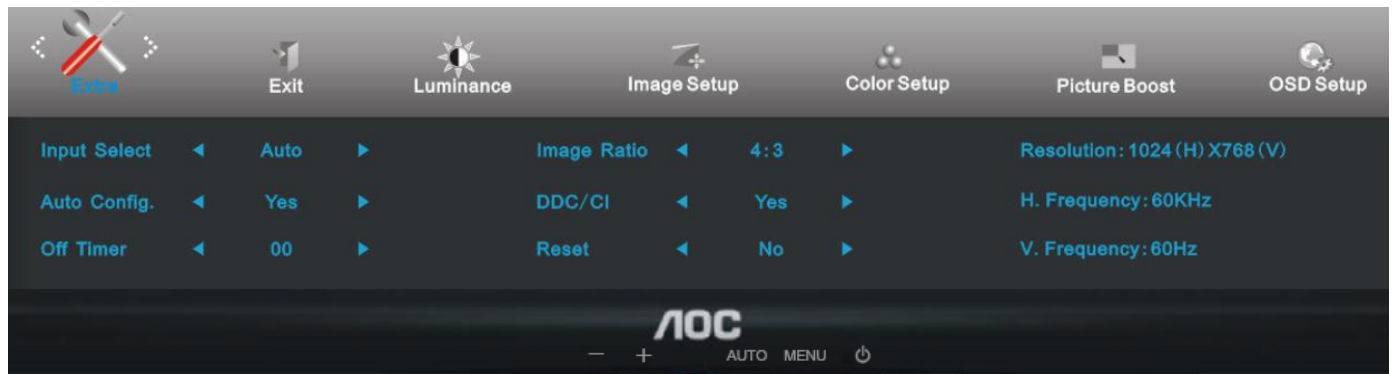 Extra Exit Luminance Image Setup Color Setup Picture Boost OSD Setup
Input Select Auto Image Ratio 4:3 Resolution:1024(H)X768(V)
Auto Config. Yes DDC/CI Yes H. Frequency:60KHz
Off Timer 00 Reset No V. Frequency:60Hz
AOC
− + AUTO MENU